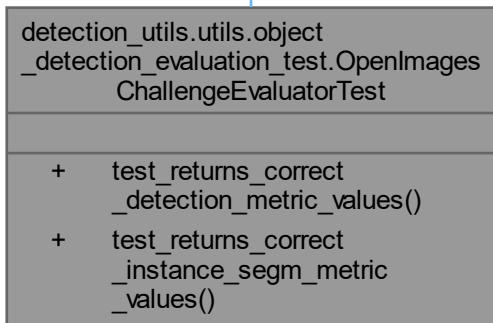 detection_utils.utils.object
_detection_evaluation_test.OpenImages
ChallengeEvaluatorTest
+ test_returns_correct
_detection_metric_values()
+ test_returns_correct
_instance_segm_metric
_values()